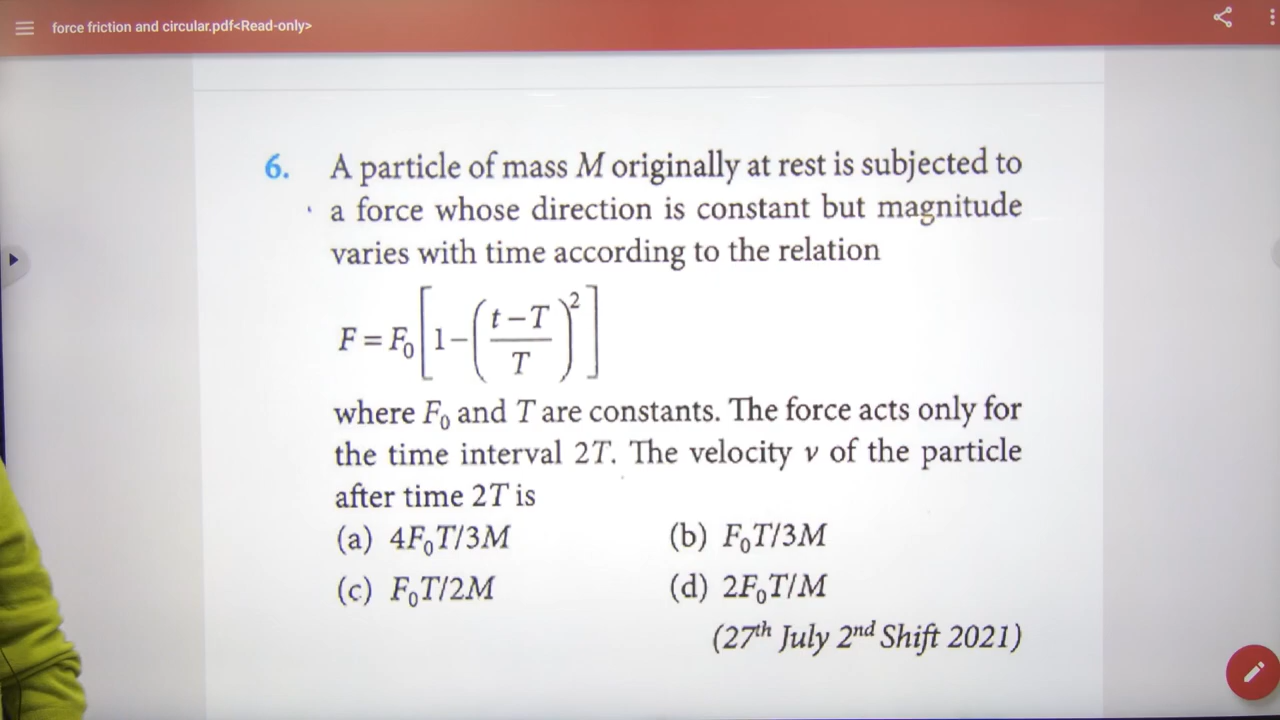 force friction and circular.pdf<Read-only>
6. A particle of mass M originally at rest is subjected to
a force whose direction is constant but magnitude
varies with time according to the relation
F = F₀[1−((t−T)/T)²]
where F₀ and T are constants. The force acts only for
the time interval 2T. The velocity v of the particle
after time 2T is
(a) 4F₀T/3M (b) F₀T/3M
(c) F₀T/2M (d) 2F₀T/M
(27th July 2nd Shift 2021)